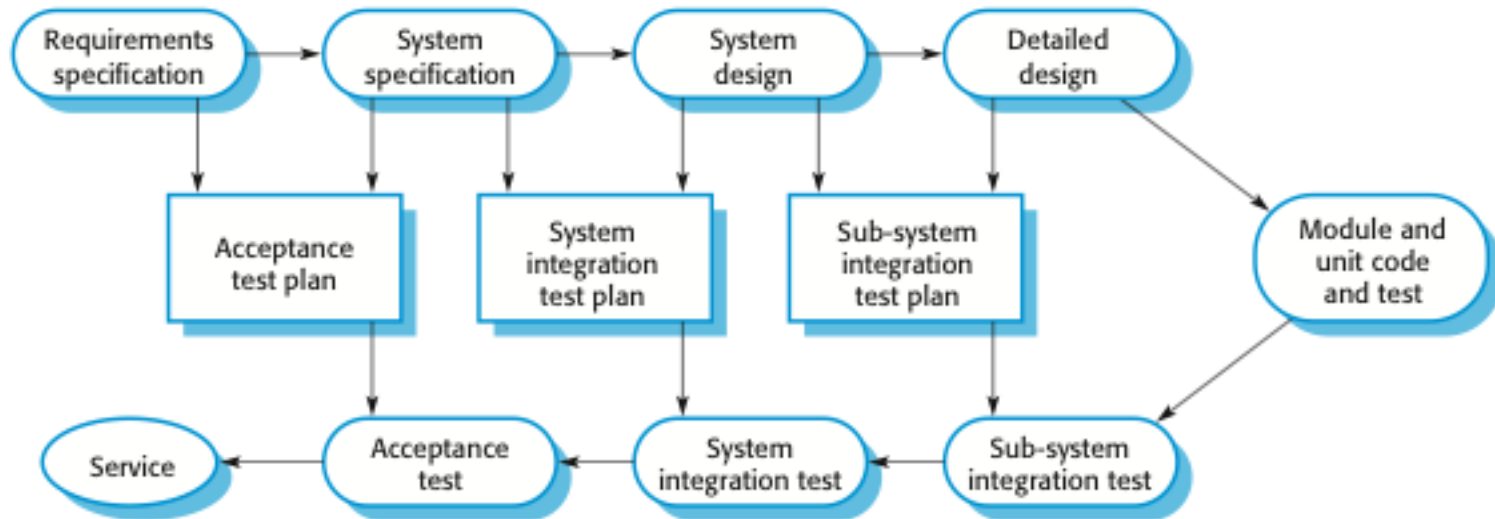 Requirements
specification
System
specification
System
design
Detailed
design
Acceptance
test plan
System
integration
test plan
Sub-system
integration
test plan
Module and
unit code
and test
Service
Acceptance
test
System
integration test
Sub-system
integration test